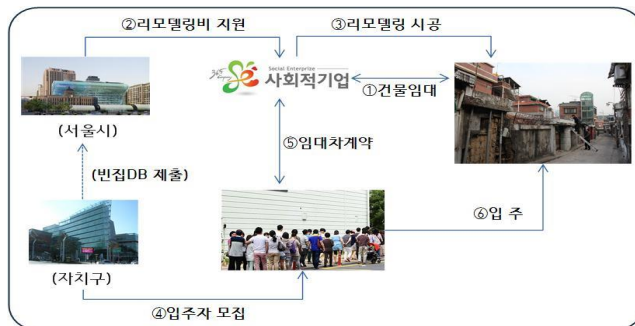 ②리모델링비 지원
③리모델링 시공
Social Enterprize
사회적기업
①건물임대
(서울시)
⑤임대차계약
(빈집DB 제출)
⑥입 주
(자치구)
④입주자 모집